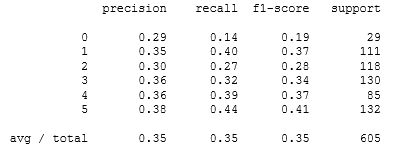 precision recall f1-score support
0 0.29 0.14 0.19 29
1 0.35 0.40 0.37 111
2 0.30 0.27 0.28 118
3 0.36 0.32 0.34 130
4 0.36 0.39 0.37 85
5 0.38 0.44 0.41 132
avg / total 0.35 0.35 0.35 605